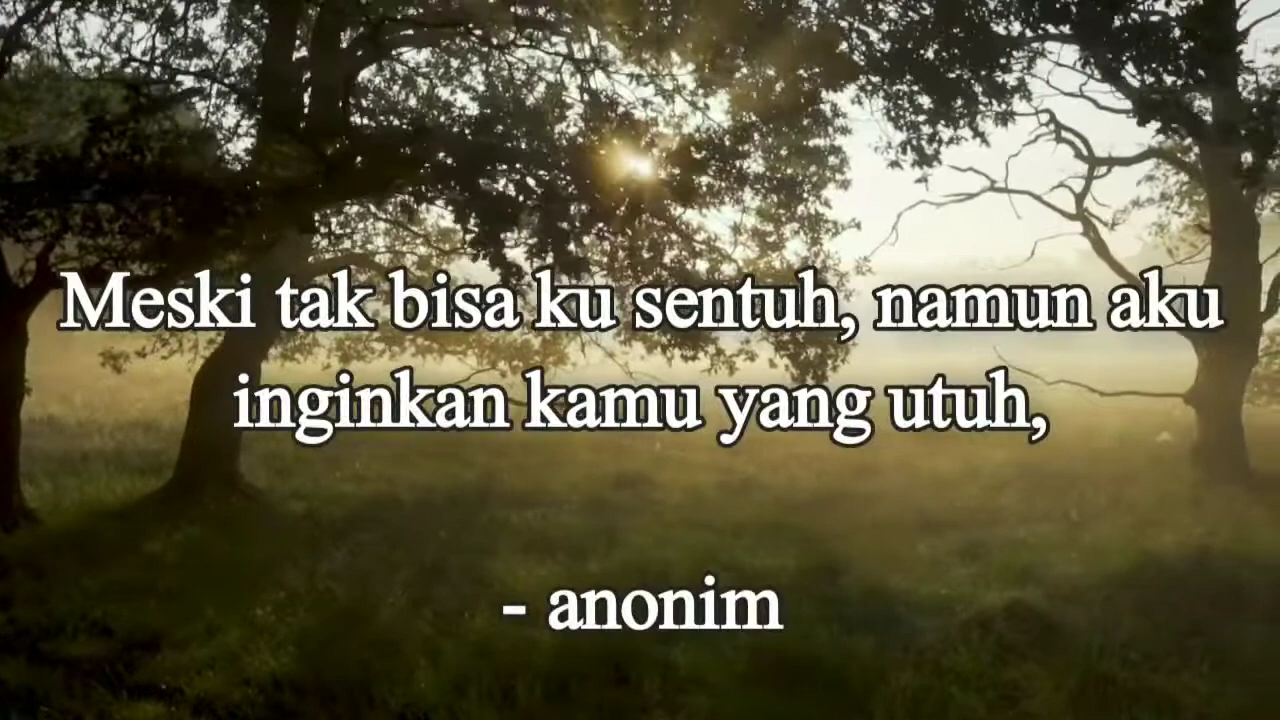 Meski tak bisa ku sentuh, namun aku
inginkan kamu yang utuh,
- anonim